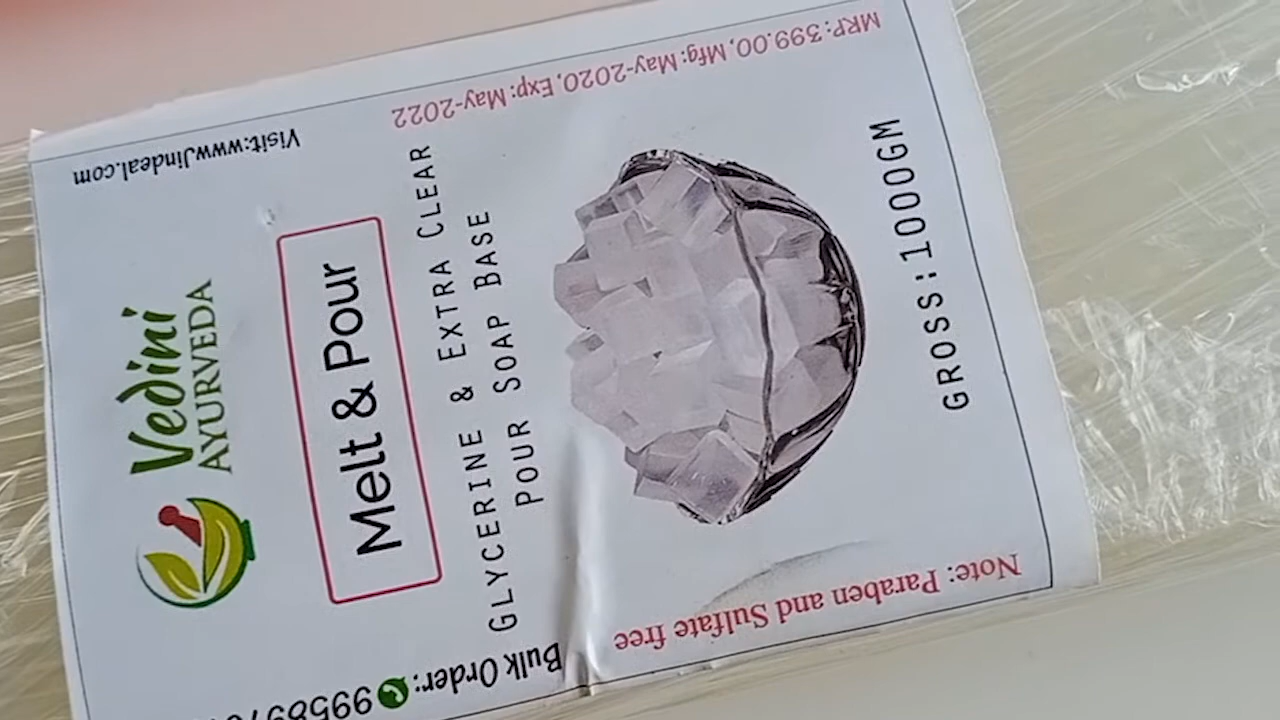 Vedini
AYURVEDA
Melt & Pour
GLYCERINE & EXTRA CLEAR
POUR SOAP BASE
GROSS:1000GM
Visit:www.Jindeal.com
MRP:399.00, Mfg:May-2020, Exp:May-2022
Bulk Order:
Note: Paraben and Sulfate free